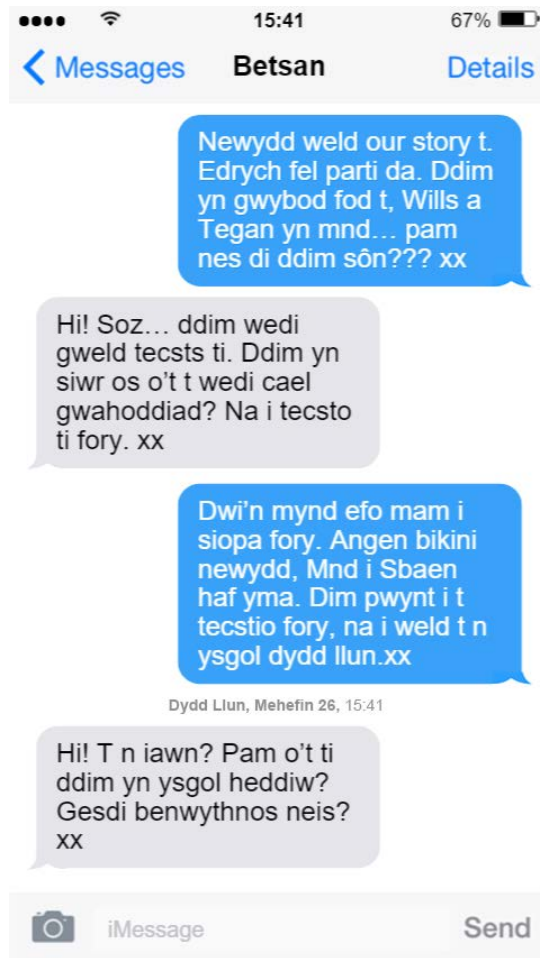 15:41 67%
Messages Betsan Details
Newydd weld our story t.
Edrych fel parti da. Ddim
yn gwybod fod t, Wills a
Tegan yn mnd… pam
nes di ddim sôn??? xx
Hi! Soz… ddim wedi
gweld tecsts ti. Ddim yn
siwr os o't t wedi cael
gwahoddiad? Na i tecsto
ti fory. xx
Dwi'n mynd efo mam i
siopa fory. Angen bikini
newydd, Mnd i Sbaen
haf yma. Dim pwynt i t
tecstio fory, na i weld t n
ysgol dydd llun.xx
Dydd Llun, Mehefin 26, 15:41
Hi! T n iawn? Pam o't ti
ddim yn ysgol heddiw?
Gesdi benwythnos neis?
xx
iMessage Send